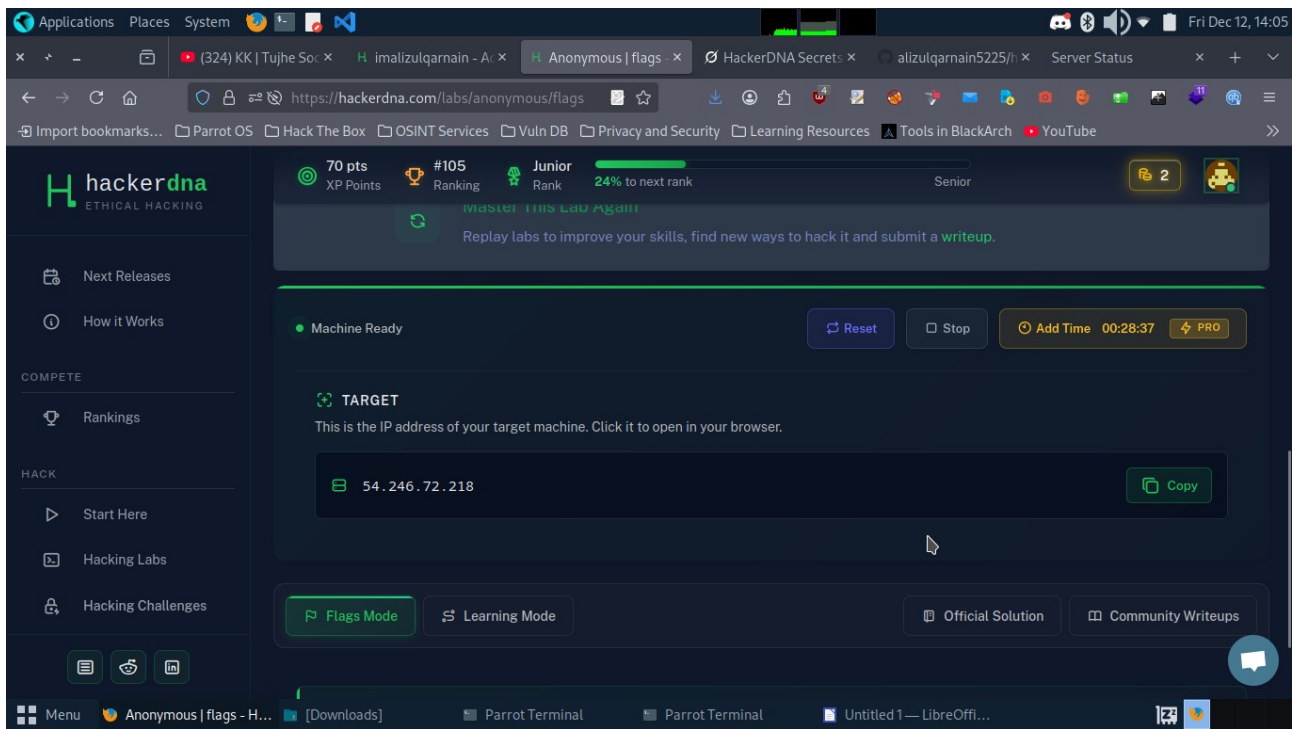 Applications Places System Fri Dec 12, 14:05
(324) KK | Tujhe Soc imalizulqarnain - Ac Anonymous | flags - HackerDNA Secrets alizulqarnain5225/h Server Status
https://hackerdna.com/labs/anonymous/flags 4 11
Import bookmarks... Parrot OS Hack The Box OSINT Services Vuln DB Privacy and Security Learning Resources Tools in BlackArch YouTube
hackerdna
ETHICAL HACKING
70 pts #105 Junior
XP Points Ranking Rank 24% to next rank Senior 2
Master This Lab Again
Replay labs to improve your skills, find new ways to hack it and submit a writeup.
Next Releases
How it Works
COMPETE
Rankings
HACK
Start Here
Hacking Labs
Hacking Challenges
Machine Ready Reset Stop Add Time 00:28:37 PRO
TARGET
This is the IP address of your target machine. Click it to open in your browser.
54.246.72.218 Copy
Flags Mode Learning Mode Official Solution Community Writeups
Menu Anonymous | flags - H... [Downloads] Parrot Terminal Parrot Terminal Untitled 1 — LibreOffi...